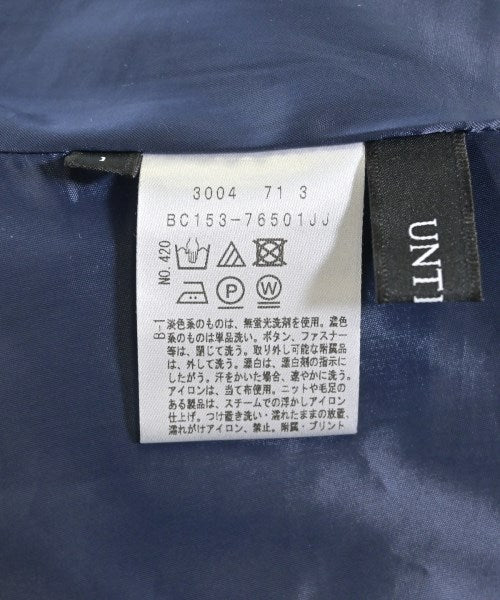 3004 71 3
BC153-76501JJ
NO.420
P W
B-1
淡色系のものは、無蛍光洗剤を使用。濃色
系のものは単品洗い。ボタン、ファスナー
等は、閉じて洗う。取り外し可能な附属品
は、外して洗う。漂白は、漂白剤の指示に
したがう。汗をかいた場合、速やかに洗う。
アイロンは、当て布使用。ニットや毛足の
ある製品は、スチームでの浮かしアイロン
仕上げ。つけ置き洗い・濡れたままの放置、
濡れがけアイロン、禁止。附属・プリント
UNTI